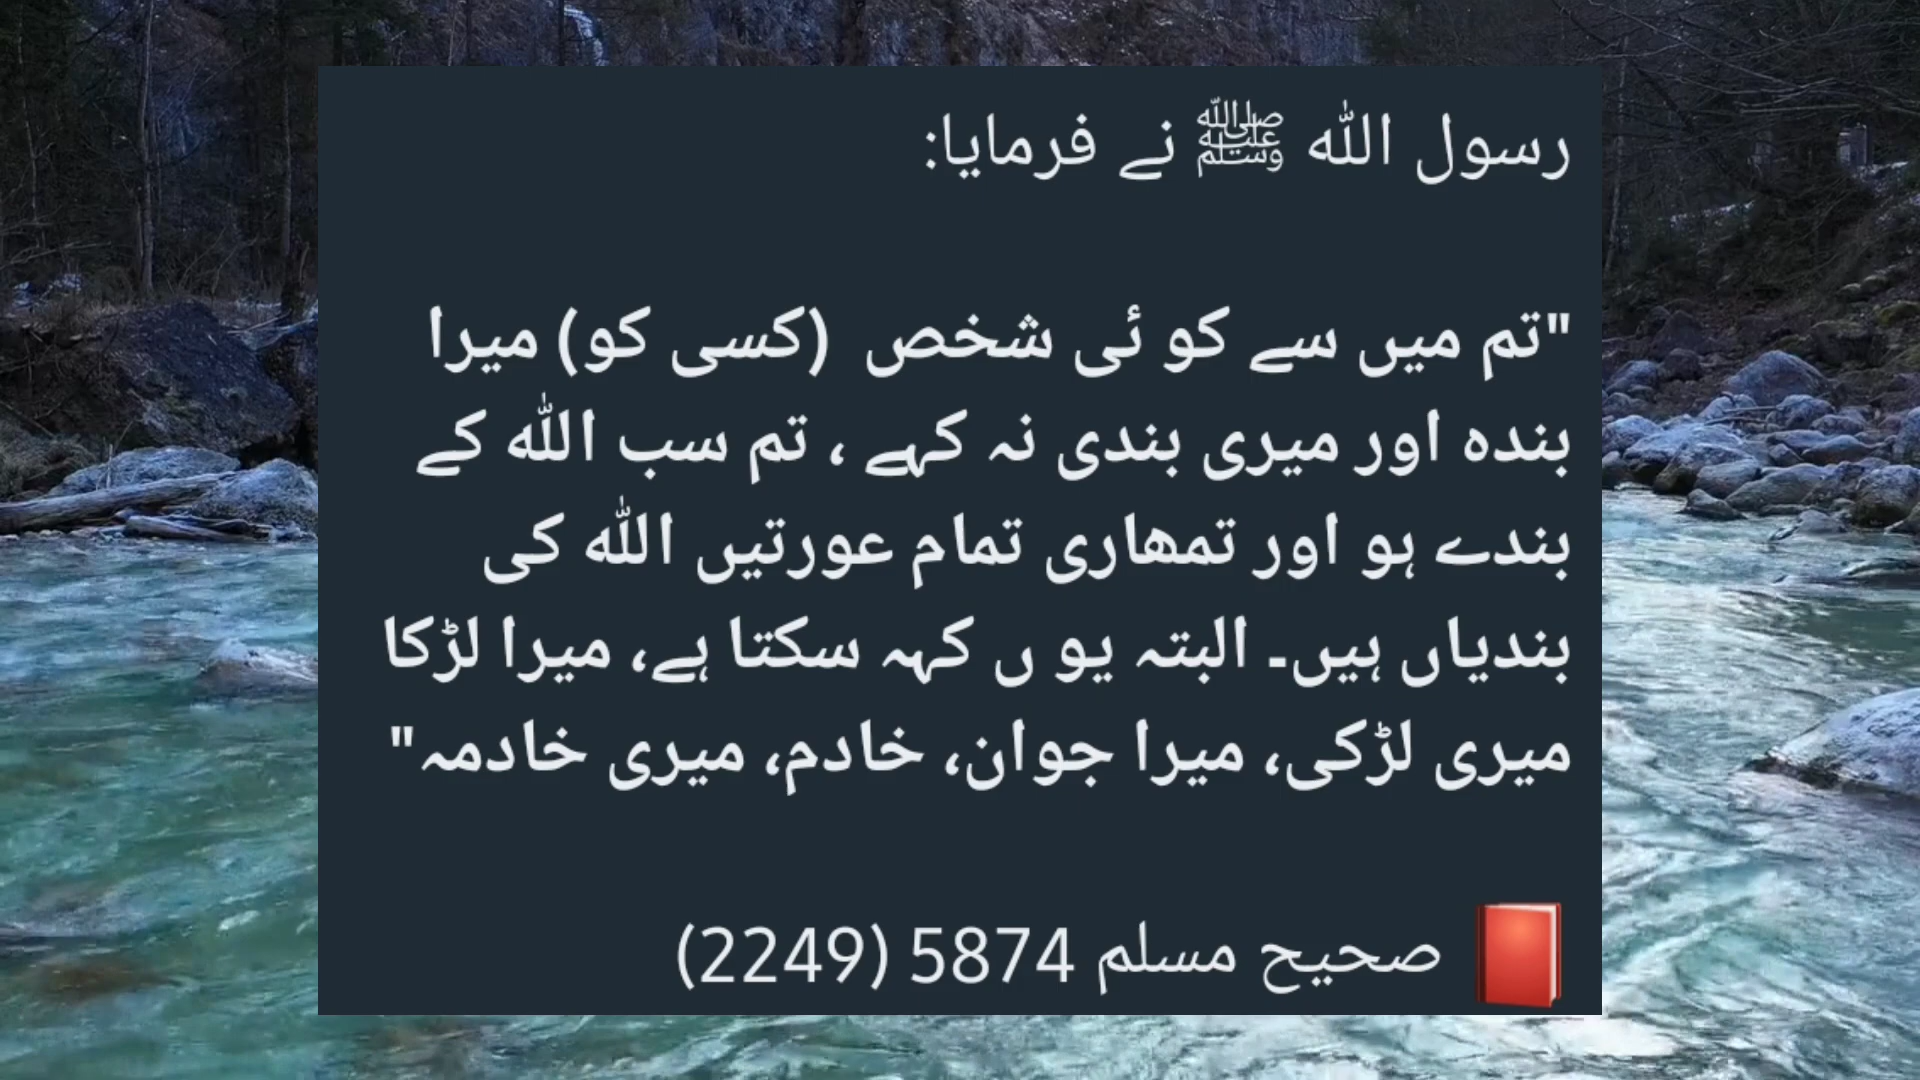 رسول اللہ ﷺ نے فرمایا:
"تم میں سے کو ئی شخص (کسی کو) میرا
بندہ اور میری بندی نہ کہے ، تم سب اللہ کے
بندے ہو اور تمھاری تمام عورتیں اللہ کی
بندیاں ہیں۔ البتہ یو ں کہہ سکتا ہے، میرا لڑکا
میری لڑکی، میرا جوان، خادم، میری خادمہ"
📕 صحیح مسلم 5874 (2249)